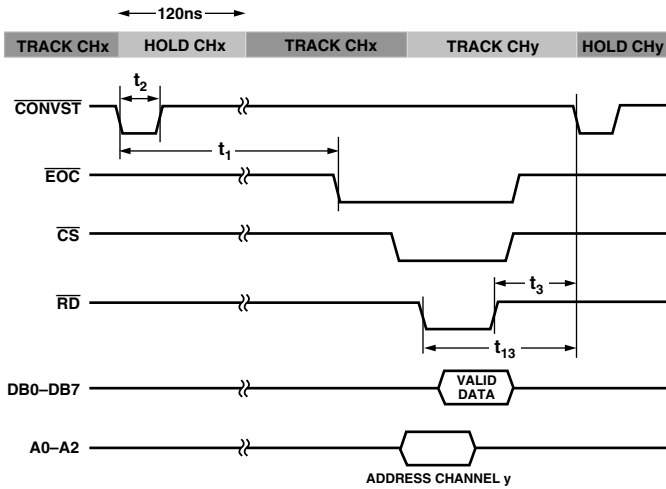 120ns
TRACK CHx HOLD CHx TRACK CHx TRACK CHy HOLD CHy
t2
CONVST
t1
EOC
CS
t3
RD
t13
DB0–DB7 VALID DATA
A0–A2
ADDRESS CHANNEL y